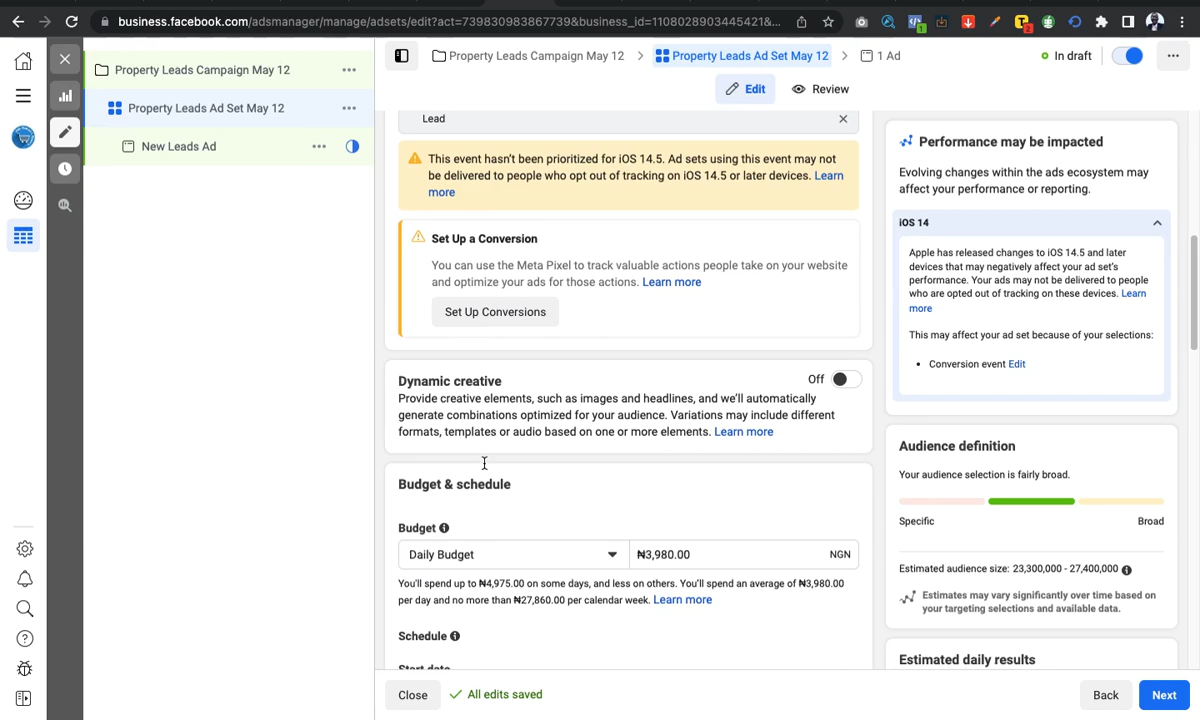 business.facebook.com/adsmanager/manage/adsets/edit?act=739830983867739&business_id=1108028903445421&...
Property Leads Campaign May 12
Property Leads Ad Set May 12
New Leads Ad
Property Leads Campaign May 12 > Property Leads Ad Set May 12 > 1 Ad
In draft
Edit
Review
Lead
This event hasn't been prioritized for iOS 14.5. Ad sets using this event may not
be delivered to people who opt out of tracking on iOS 14.5 or later devices. Learn
more
Set Up a Conversion
You can use the Meta Pixel to track valuable actions people take on your website
and optimize your ads for those actions. Learn more
Set Up Conversions
Dynamic creative
Off
Provide creative elements, such as images and headlines, and we'll automatically
generate combinations optimized for your audience. Variations may include different
formats, templates or audio based on one or more elements. Learn more
Budget & schedule
Budget
Daily Budget
₦3,980.00
NGN
You'll spend up to ₦4,975.00 on some days, and less on others. You'll spend an average of ₦3,980.00
per day and no more than ₦27,860.00 per calendar week. Learn more
Schedule
Start date
Performance may be impacted
Evolving changes within the ads ecosystem may
affect your performance or reporting.
iOS 14
Apple has released changes to iOS 14.5 and later
devices that may negatively affect your ad set's
performance. Your ads may not be delivered to people
who are opted out of tracking on these devices. Learn
more
This may affect your ad set because of your selections:
• Conversion event Edit
Audience definition
Your audience selection is fairly broad.
Specific
Broad
Estimated audience size: 23,300,000 - 27,400,000
Estimates may vary significantly over time based on
your targeting selections and available data.
Estimated daily results
Close
All edits saved
Back
Next